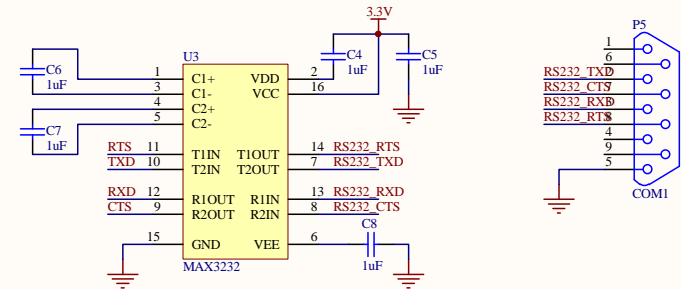 3.3V
P5
U3
C4
1uF
C5
1uF
C6
1uF
C7
1uF
1 C1+ VDD 2
3 C1- VCC 16
4 C2+
5 C2-
RTS 11 T1IN T1OUT 14 RS232_RTS
TXD 10 T2IN T2OUT 7 RS232_TXD
RXD 12 R1OUT R1IN 13 RS232_RXD
CTS 9 R2OUT R2IN 8 RS232_CTS
15 GND VEE 6
C8
1uF
MAX3232
1
6
RS232_TXD
RS232_CTS
RS232_RXD
RS232_RTS
4
9
5
COM1